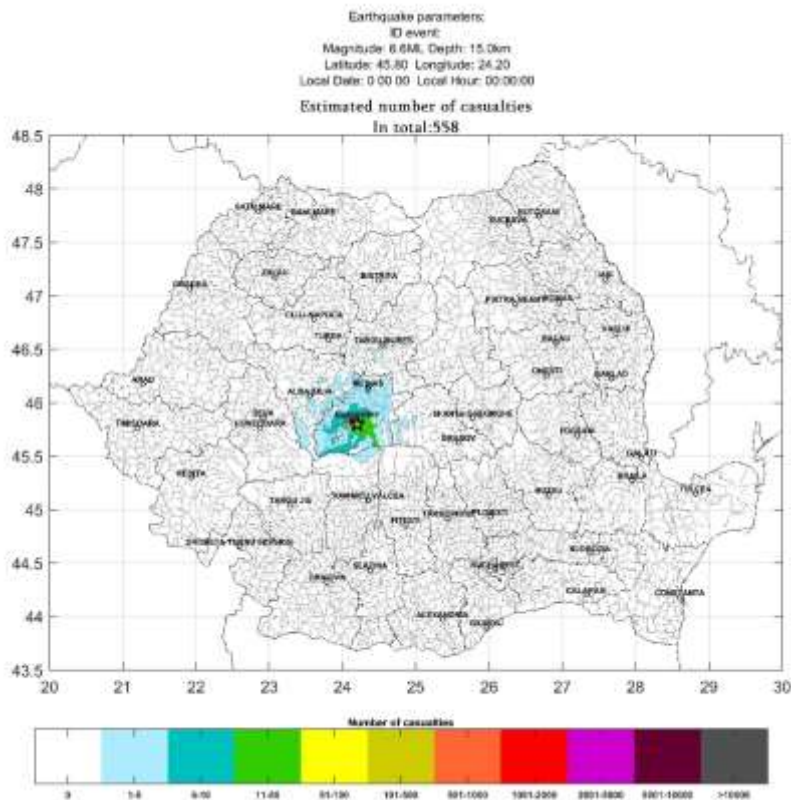 Earthquake parameters:
ID event:
Magnitude: 6.6ML Depth: 15.0km
Latitude: 45.80 Longitude: 24.20
Local Date: 0 00 00 Local Hour: 00:00:00
Estimated number of casualties
In total:558
48.5
48
47.5
47
46.5
46
45.5
45
44.5
44
43.5
SATU MARE
BAIA MARE
SUCEAVA
BOTOSANI
ORADEA
ZALAU
BISTRITA
IASI
CLUJ-NAPOCA
PIATRA NEAMT
ROMAN
TURDA
TARGU MURES
BACAU
VASLUI
ARAD
ALBA IULIA
MEDIAS
ONESTI
BARLAD
TIMISOARA
DEVA
HUNEDOARA
SFANTU GHEORGHE
BRASOV
FOCSANI
RESITA
GALATI
BRAILA
TULCEA
TARGU JIU
RAMNICU VALCEA
PITESTI
TARGOVISTE
PLOIESTI
BUZAU
DROBETA-TURNU SEVERIN
SLATINA
CRAIOVA
BUCURESTI
SLOBOZIA
CALARASI
CONSTANTA
ALEXANDRIA
GIURGIU
20 21 22 23 24 25 26 27 28 29 30
Number of casualties
0 1-5 6-10 11-50 51-100 101-500 501-1000 1001-2000 2001-5000 5001-10000 >10000